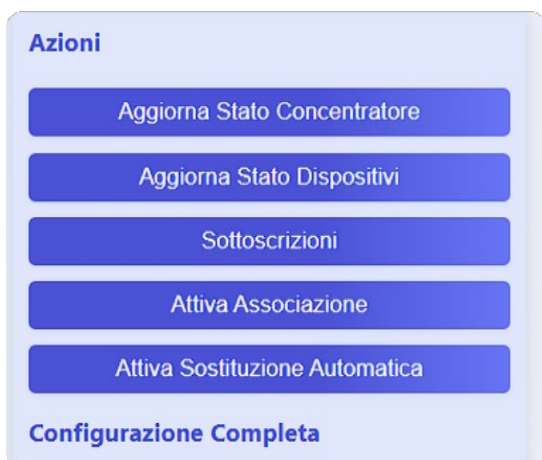 Azioni
Aggiorna Stato Concentratore
Aggiorna Stato Dispositivi
Sottoscrizioni
Attiva Associazione
Attiva Sostituzione Automatica
Configurazione Completa